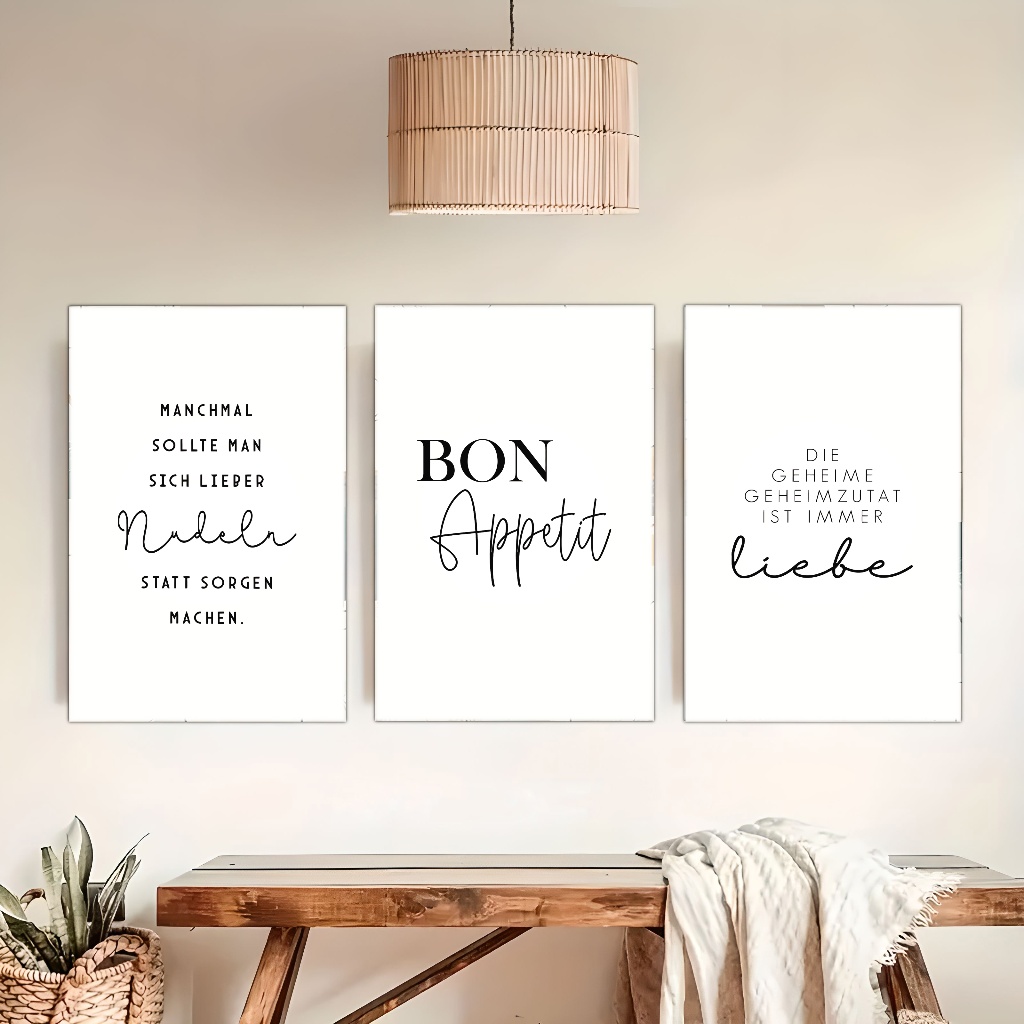 MANCHMAL
SOLLTE MAN
SICH LIEBER
Nudeln
STATT SORGEN
MACHEN.
BON
Appetit
DIE
GEHEIME
GEHEIMZUTAT
IST IMMER
liebe